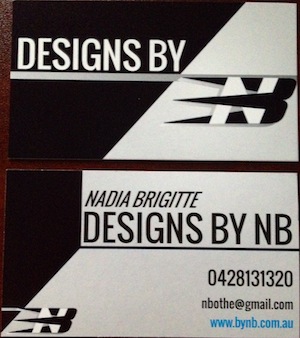 DESIGNS BY
NB
NADIA BRIGITTE
DESIGNS BY NB
0428131320
nbothe@gmail.com
www.bynb.com.au
NB